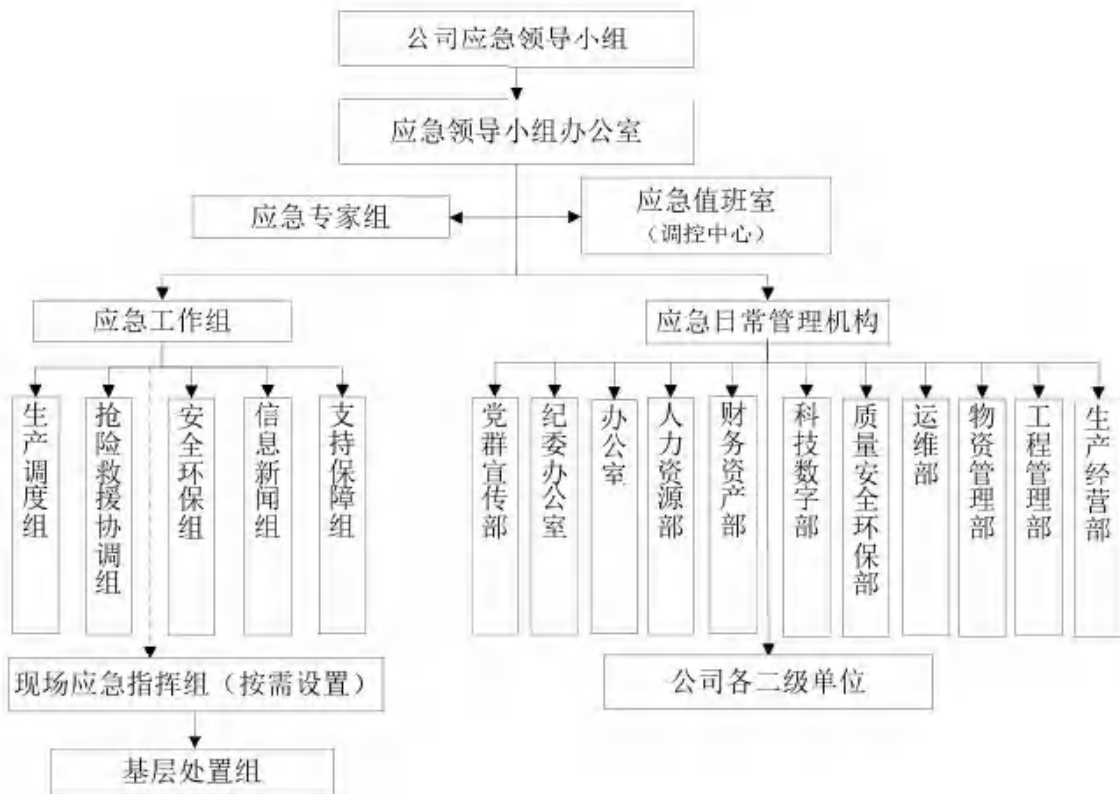 公司应急领导小组
应急领导小组办公室
应急专家组
应急值班室
（调控中心）
应急工作组
应急日常管理机构
生产调度组
抢险救援协调组
安全环保组
信息新闻组
支持保障组
党群宣传部
纪委办公室
办公室
人力资源部
财务资产部
科技数字部
质量安全环保部
运维部
物资管理部
工程管理部
生产经营部
现场应急指挥组（按需设置）
公司各二级单位
基层处置组